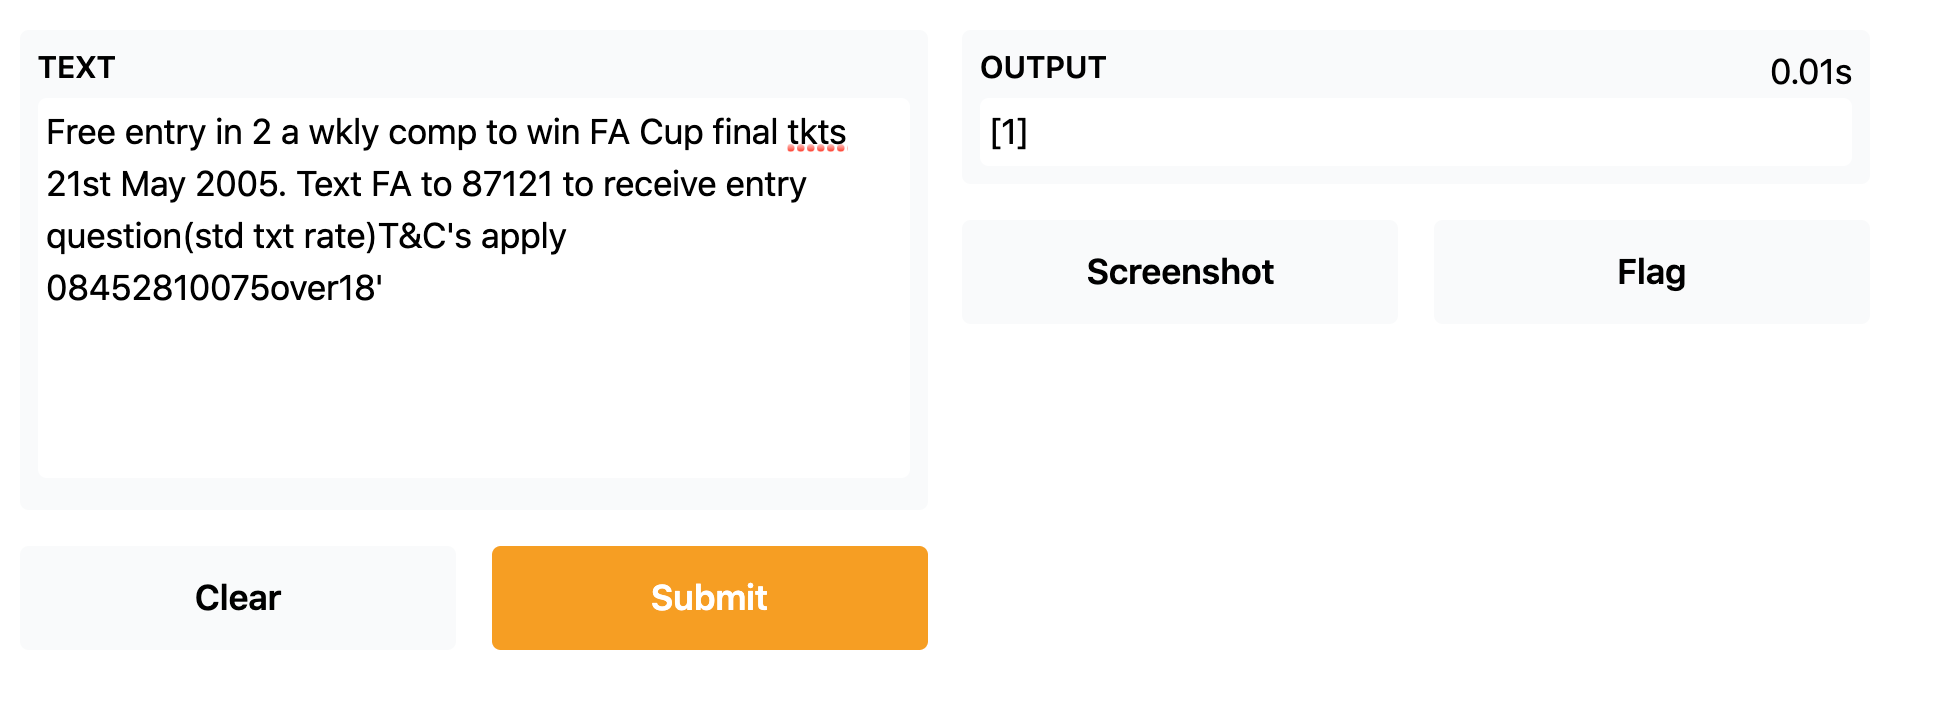 TEXT
Free entry in 2 a wkly comp to win FA Cup final tkts
21st May 2005. Text FA to 87121 to receive entry
question(std txt rate)T&C's apply
08452810075over18'
Clear
Submit
OUTPUT
0.01s
[1]
Screenshot
Flag